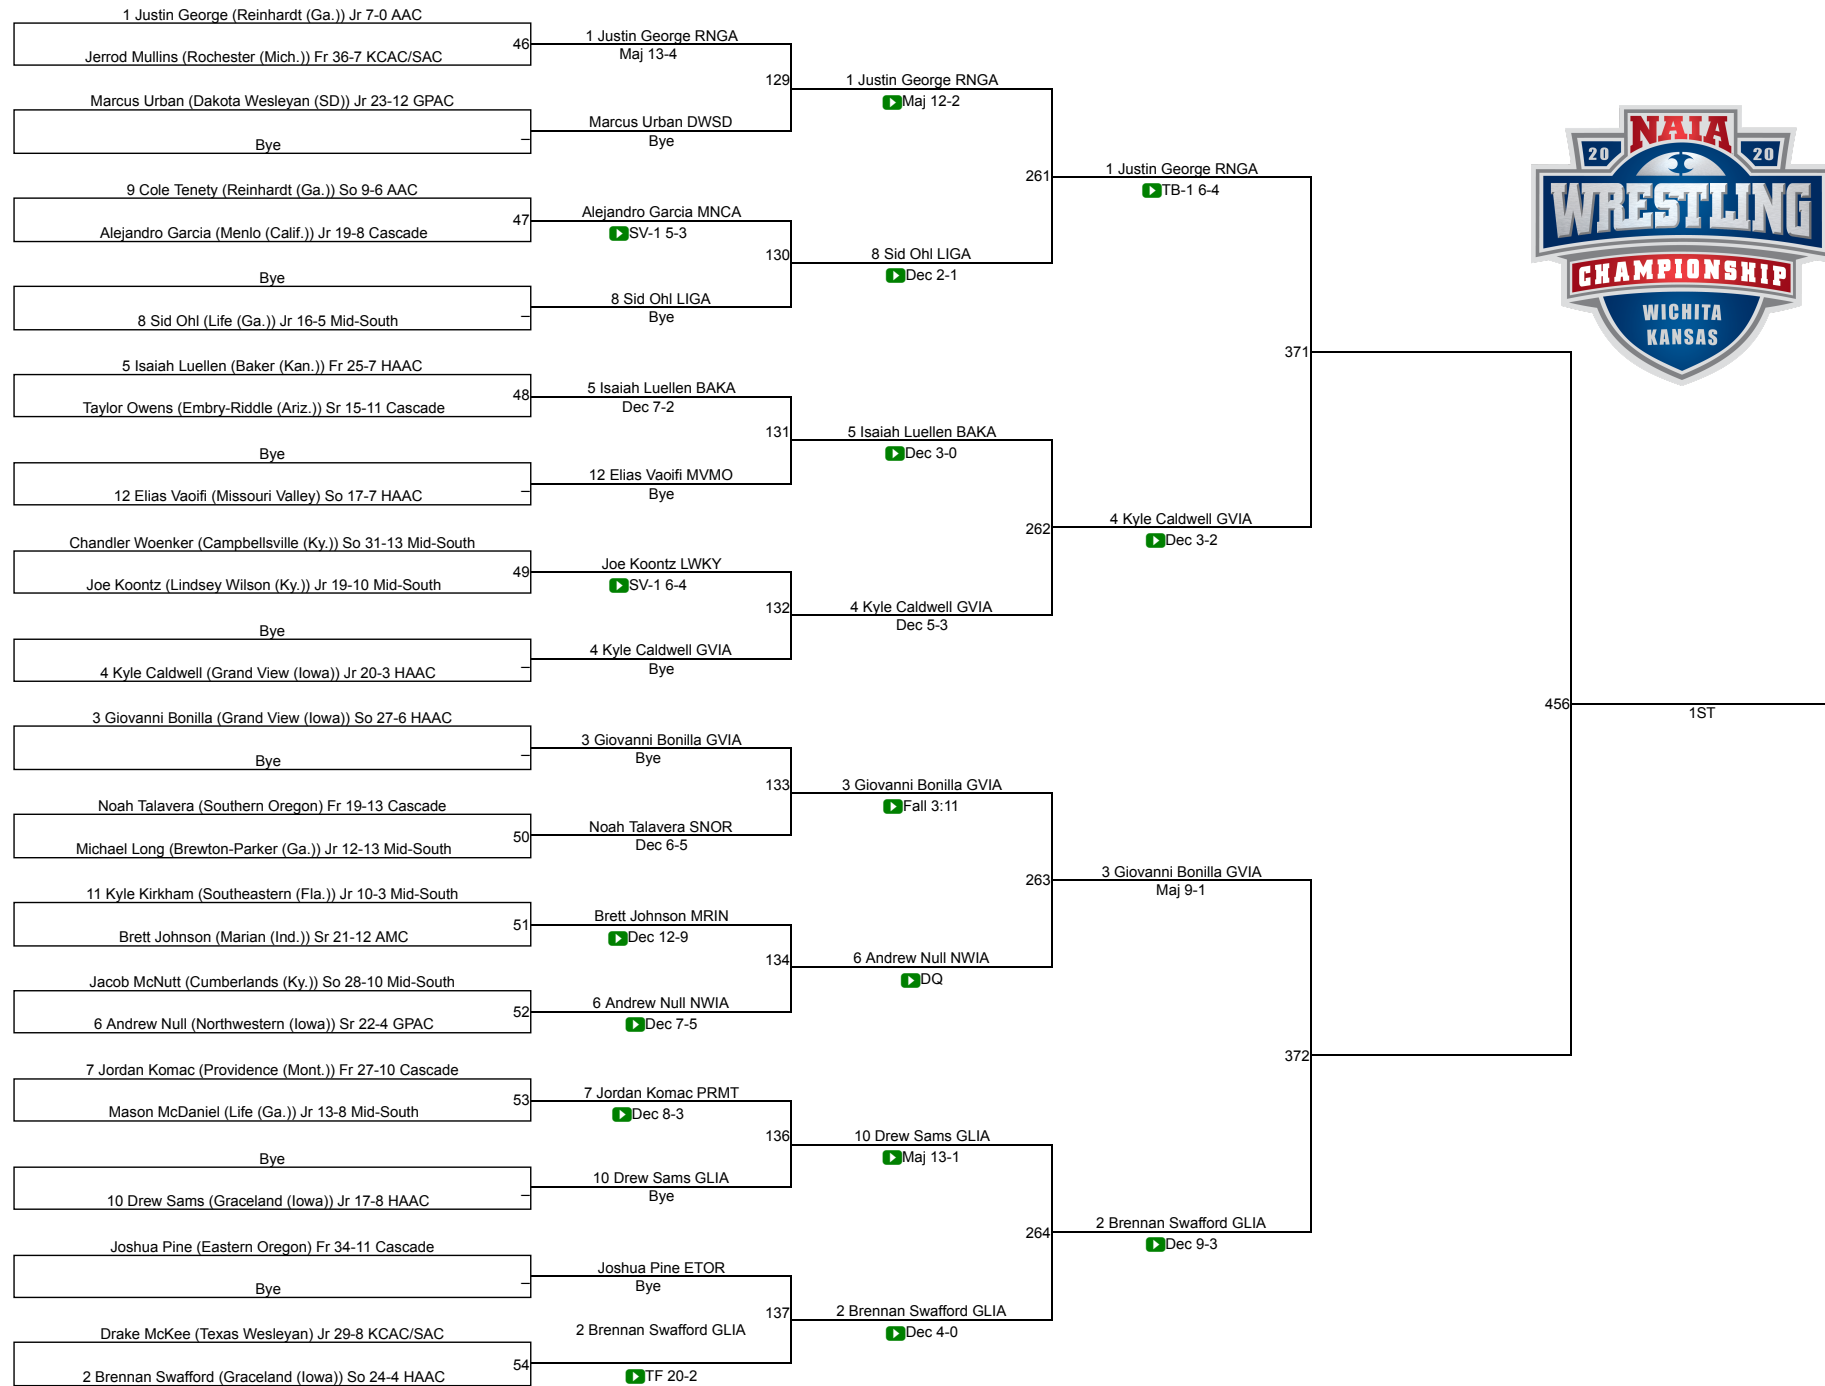 1 Justin George (Reinhardt (Ga.)) Jr 7-0 AAC
46
Jerrod Mullins (Rochester (Mich.)) Fr 36-7 KCAC/SAC
Marcus Urban (Dakota Wesleyan (SD)) Jr 23-12 GPAC
Bye
9 Cole Tenety (Reinhardt (Ga.)) So 9-6 AAC
47
Alejandro Garcia (Menlo (Calif.)) Jr 19-8 Cascade
Bye
8 Sid Ohl (Life (Ga.)) Jr 16-5 Mid-South
5 Isaiah Luellen (Baker (Kan.)) Fr 25-7 HAAC
48
Taylor Owens (Embry-Riddle (Ariz.)) Sr 15-11 Cascade
Bye
12 Elias Vaoifi (Missouri Valley) So 17-7 HAAC
Chandler Woenker (Campbellsville (Ky.)) So 31-13 Mid-South
49
Joe Koontz (Lindsey Wilson (Ky.)) Jr 19-10 Mid-South
Bye
4 Kyle Caldwell (Grand View (Iowa)) Jr 20-3 HAAC
3 Giovanni Bonilla (Grand View (Iowa)) So 27-6 HAAC
Bye
Noah Talavera (Southern Oregon) Fr 19-13 Cascade
50
Michael Long (Brewton-Parker (Ga.)) Jr 12-13 Mid-South
11 Kyle Kirkham (Southeastern (Fla.)) Jr 10-3 Mid-South
51
Brett Johnson (Marian (Ind.)) Sr 21-12 AMC
Jacob McNutt (Cumberlands (Ky.)) So 28-10 Mid-South
52
6 Andrew Null (Northwestern (Iowa)) Sr 22-4 GPAC
7 Jordan Komac (Providence (Mont.)) Fr 27-10 Cascade
53
Mason McDaniel (Life (Ga.)) Jr 13-8 Mid-South
Bye
10 Drew Sams (Graceland (Iowa)) Jr 17-8 HAAC
Joshua Pine (Eastern Oregon) Fr 34-11 Cascade
Bye
Drake McKee (Texas Wesleyan) Jr 29-8 KCAC/SAC
54
2 Brennan Swafford (Graceland (Iowa)) So 24-4 HAAC
1 Justin George RNGA
Maj 13-4
129
Marcus Urban DWSD
Bye
Alejandro Garcia MNCA
SV-1 5-3
130
8 Sid Ohl LIGA
Bye
5 Isaiah Luellen BAKA
Dec 7-2
131
12 Elias Vaoifi MVMO
Bye
Joe Koontz LWKY
SV-1 6-4
132
4 Kyle Caldwell GVIA
Bye
3 Giovanni Bonilla GVIA
Bye
133
Noah Talavera SNOR
Dec 6-5
Brett Johnson MRIN
Dec 12-9
134
6 Andrew Null NWIA
Dec 7-5
7 Jordan Komac PRMT
Dec 8-3
136
10 Drew Sams GLIA
Bye
Joshua Pine ETOR
Bye
137
2 Brennan Swafford GLIA
TF 20-2
1 Justin George RNGA
Maj 12-2
261
8 Sid Ohl LIGA
Dec 2-1
5 Isaiah Luellen BAKA
Dec 3-0
262
4 Kyle Caldwell GVIA
Dec 5-3
3 Giovanni Bonilla GVIA
Fall 3:11
263
6 Andrew Null NWIA
DQ
10 Drew Sams GLIA
Maj 13-1
264
2 Brennan Swafford GLIA
Dec 4-0
1 Justin George RNGA
TB-1 6-4
371
4 Kyle Caldwell GVIA
Dec 3-2
3 Giovanni Bonilla GVIA
Maj 9-1
372
2 Brennan Swafford GLIA
Dec 9-3
456
1ST
NAIA
20 20
WRESTLING
CHAMPIONSHIP
WICHITA
KANSAS